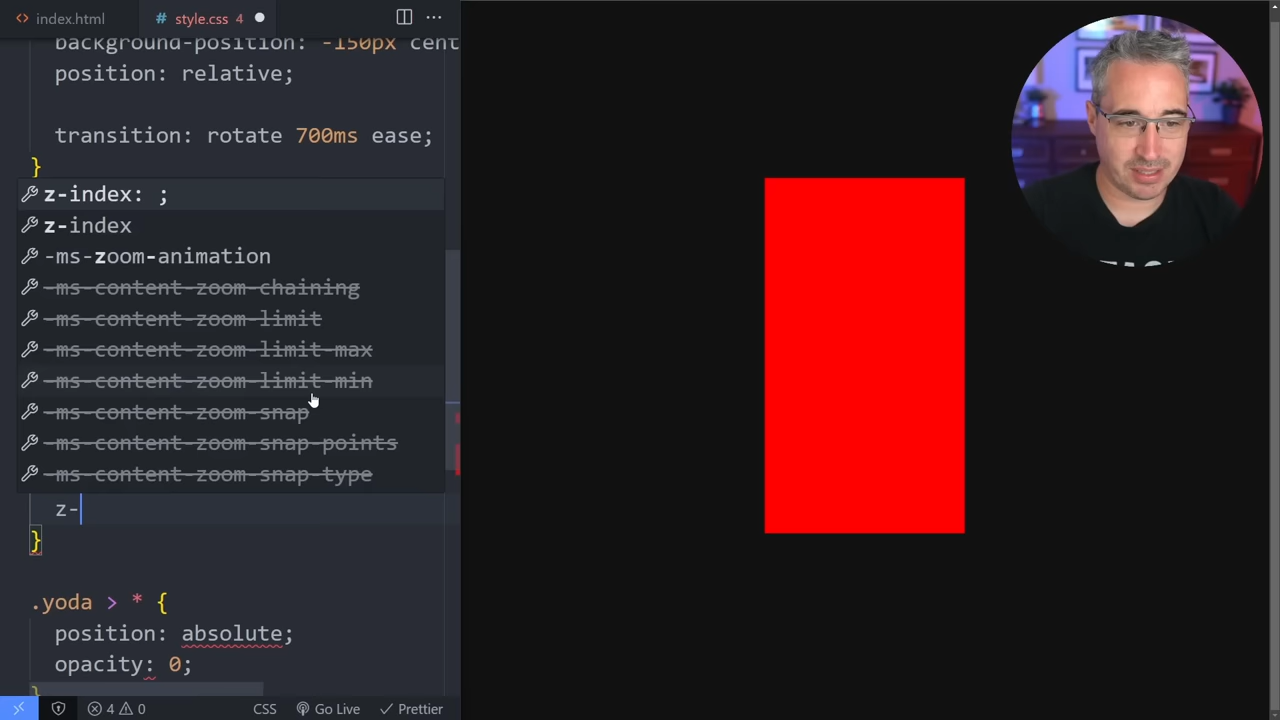 index.html
# style.css 4
background-position: -150px cent
position: relative;
transition: rotate 700ms ease;
}
z-index: ;
z-index
-ms-zoom-animation
-ms-content-zoom-chaining
-ms-content-zoom-limit
-ms-content-zoom-limit-max
-ms-content-zoom-limit-min
-ms-content-zoom-snap
-ms-content-zoom-snap-points
-ms-content-zoom-snap-type
z-
}
.yoda > * {
position: absolute;
opacity: 0;
}
4 0 CSS Go Live Prettier